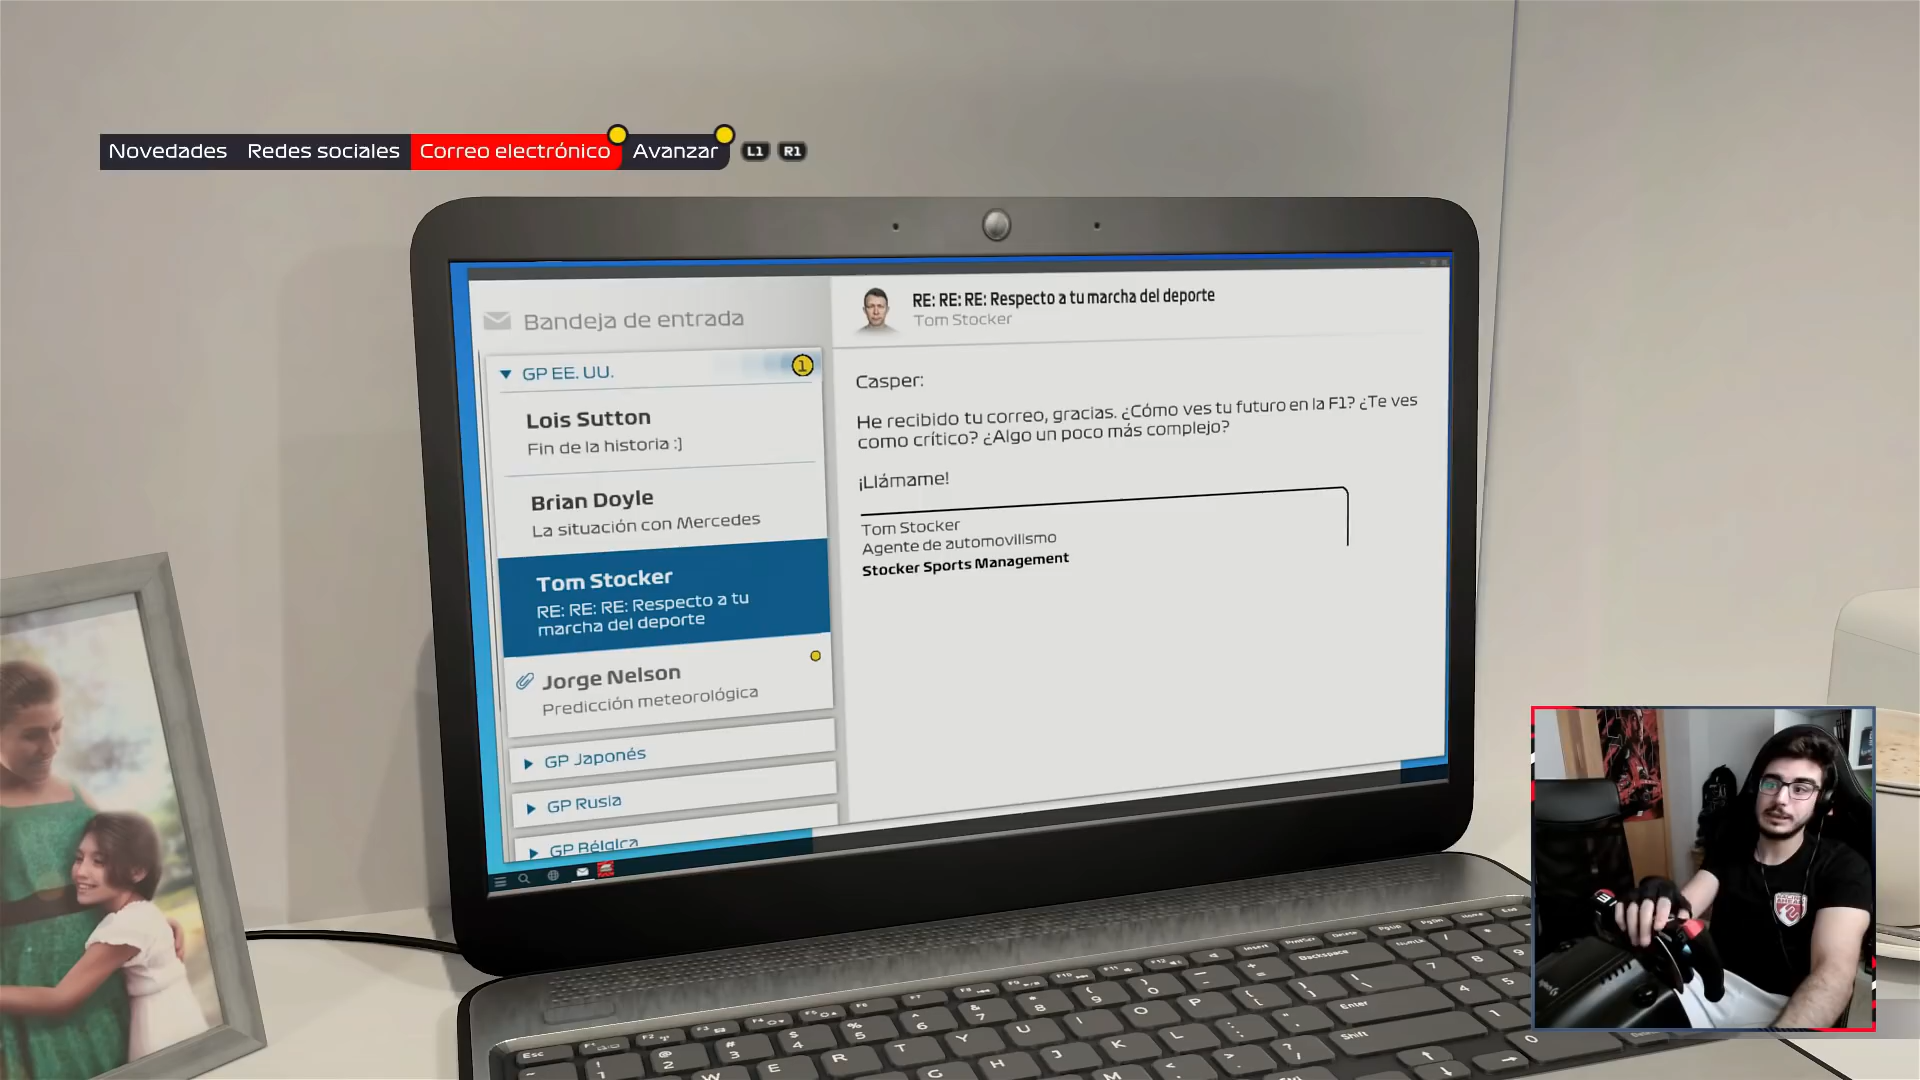 Novedades Redes sociales Correo electrónico Avanzar L1 R1
Bandeja de entrada
GP EE. UU. 1
Lois Sutton
Fin de la historia :]
Brian Doyle
La situación con Mercedes
Tom Stocker
RE: RE: RE: Respecto a tu
marcha del deporte
Jorge Nelson
Predicción meteorológica
GP Japonés
GP Rusia
GP Bélgica
RE: RE: RE: Respecto a tu marcha del deporte
Tom Stocker
Casper:
He recibido tu correo, gracias. ¿Cómo ves tu futuro en la F1? ¿Te ves
como crítico? ¿Algo un poco más complejo?
¡Llámame!
Tom Stocker
Agente de automovilismo
Stocker Sports Management
Backspace
Enter
Shift
Esc